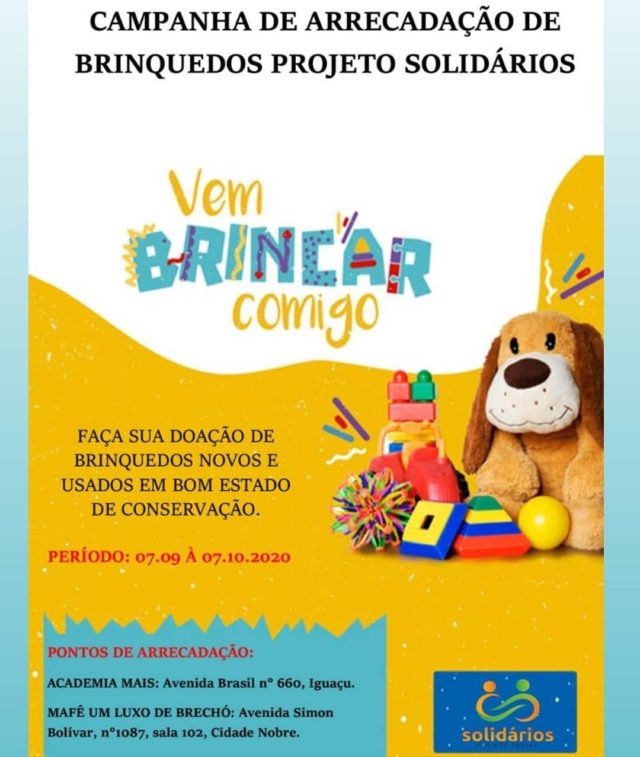 CAMPANHA DE ARRECADAÇÃO DE
BRINQUEDOS PROJETO SOLIDÁRIOS
Vem
BRINCAR
comigo
FAÇA SUA DOAÇÃO DE
BRINQUEDOS NOVOS E
USADOS EM BOM ESTADO
DE CONSERVAÇÃO.
PERÍODO: 07.09 À 07.10.2020
PONTOS DE ARRECADAÇÃO:
ACADEMIA MAIS: Avenida Brasil nº 660, Iguaçu.
MAFÊ UM LUXO DE BRECHÓ: Avenida Simon
Bolívar, nº1087, sala 102, Cidade Nobre.
solidários
PROJETO SOCIAL